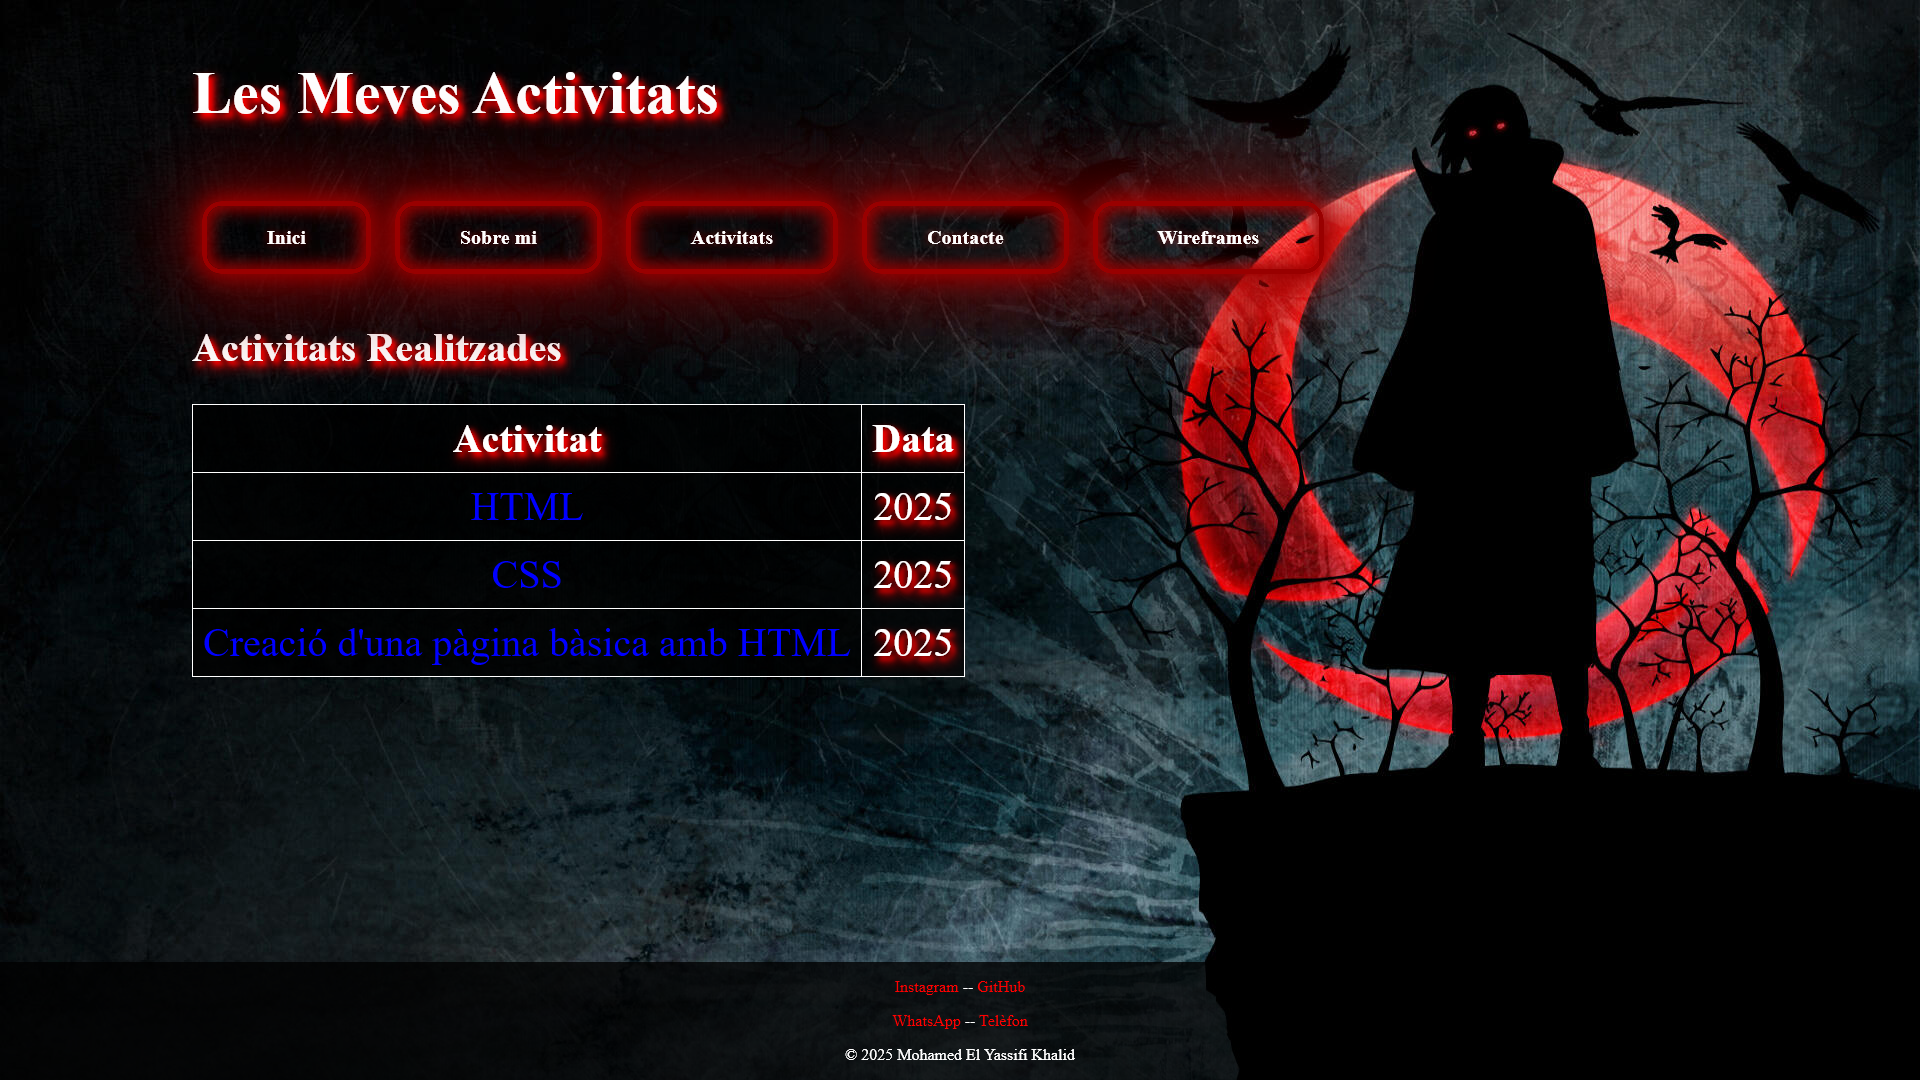 Les Meves Activitats
Inici Sobre mi Activitats Contacte Wireframes
Activitats Realitzades
Activitat Data
HTML 2025
CSS 2025
Creació d'una pàgina bàsica amb HTML 2025
Instagram -- GitHub
WhatsApp -- Telèfon
© 2025 Mohamed El Yassifi Khalid